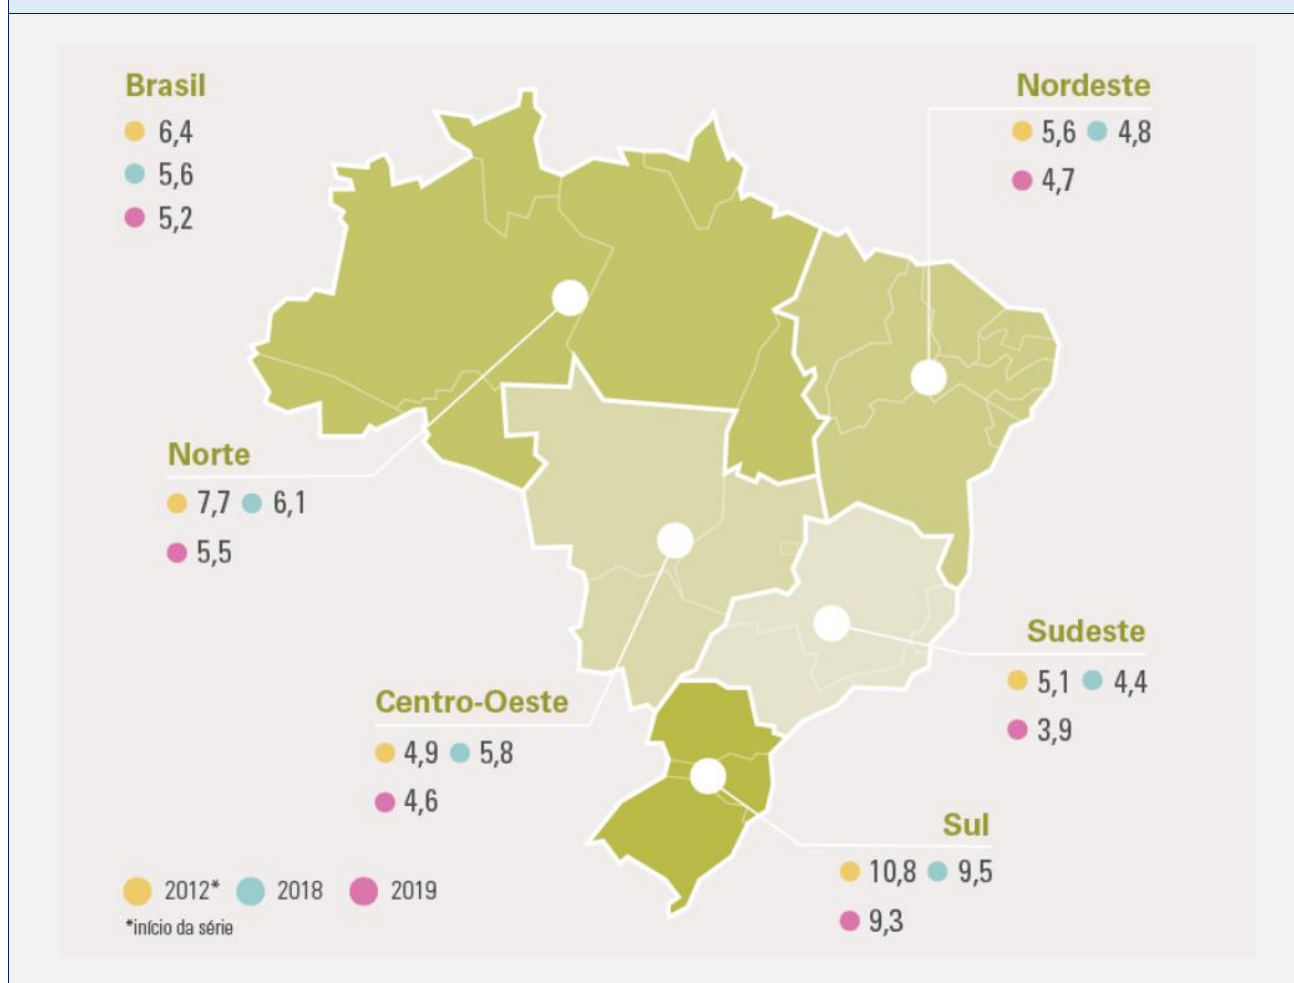 Brasil
6,4
5,6
5,2
Nordeste
5,6 4,8
4,7
Norte
7,7 6,1
5,5
Sudeste
5,1 4,4
3,9
Centro-Oeste
4,9 5,8
4,6
Sul
10,8 9,5
9,3
2012* 2018 2019
*início da série